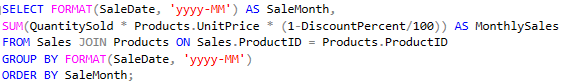 SELECT FORMAT(SaleDate, 'yyyy-MM') AS SaleMonth,
SUM(QuantitySold * Products.UnitPrice * (1-DiscountPercent/100)) AS MonthlySales
FROM Sales JOIN Products ON Sales.ProductID = Products.ProductID
GROUP BY FORMAT(SaleDate, 'yyyy-MM')
ORDER BY SaleMonth;